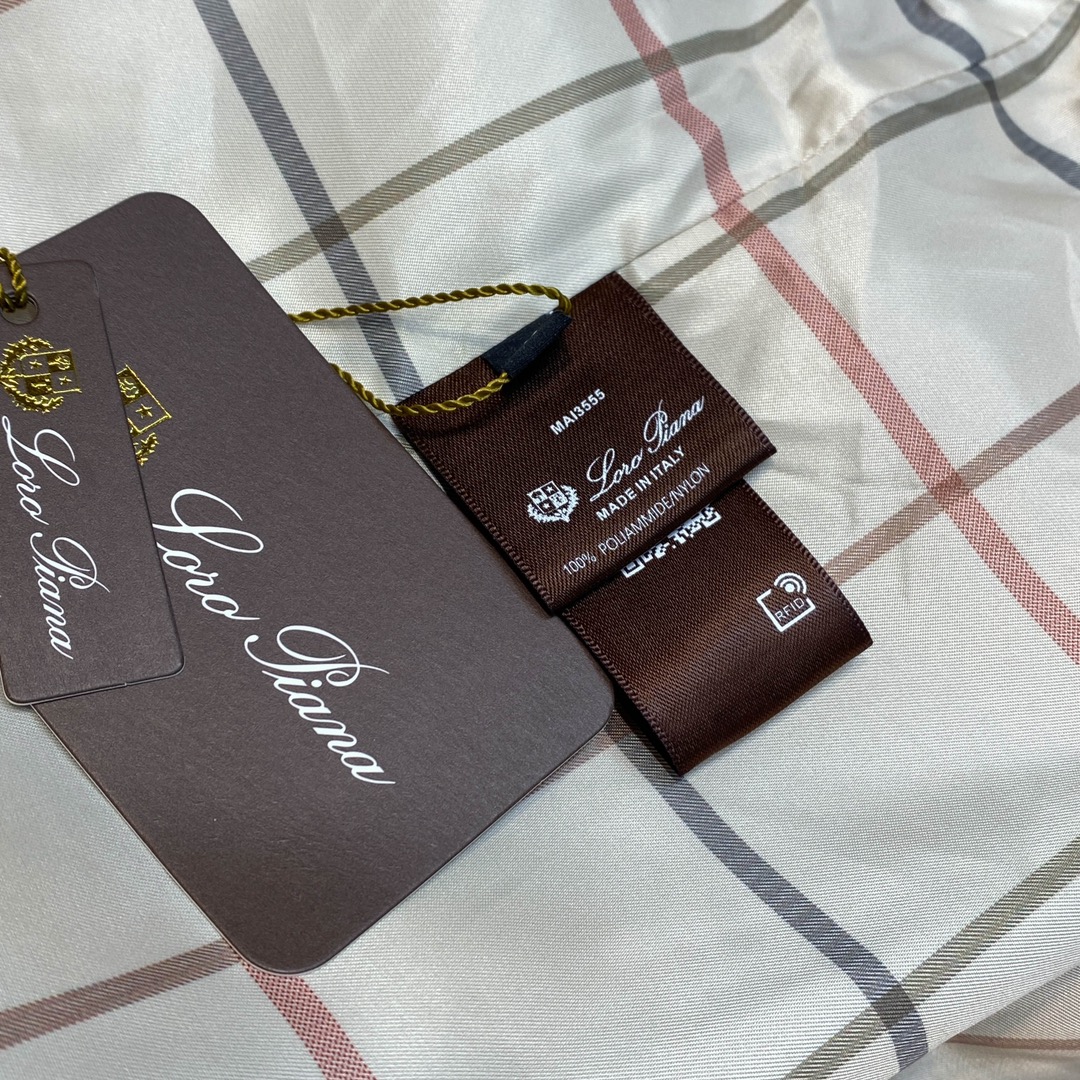 Loro Piana
Loro Piana
MAI3555
Loro Piana
MADE IN ITALY
100% POLIAMMIDE/NYLON
RFID